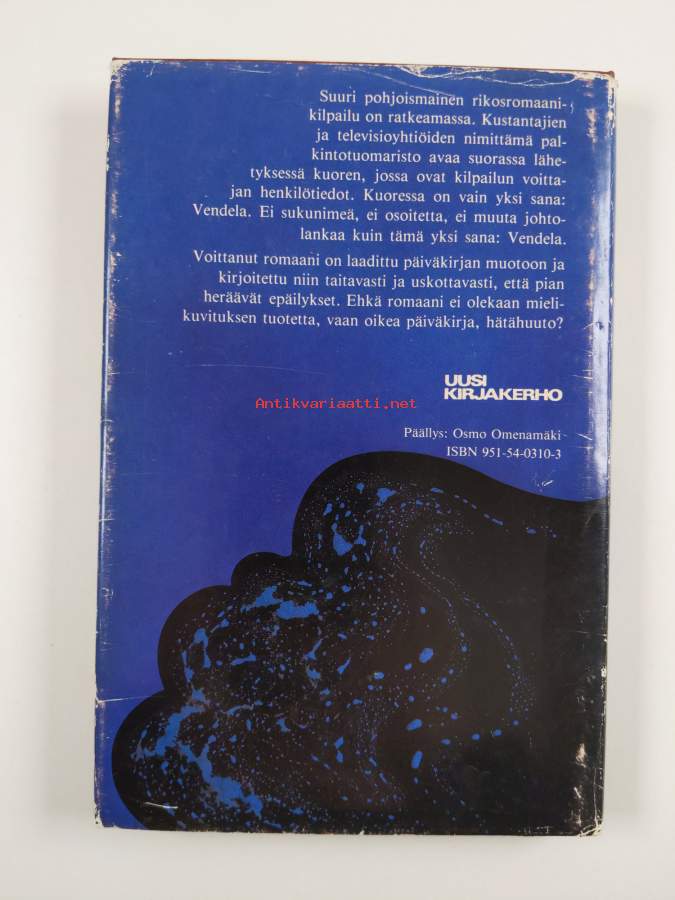 Suuri pohjoismainen rikosromaani-
kilpailu on ratkeamassa. Kustantajien
ja televisioyhtiöiden nimittämä pal-
kintotuomaristo avaa suorassa lähe-
tyksessä kuoren, jossa ovat kilpailun voitta-
jan henkilötiedot. Kuoressa on vain yksi sana:
Vendela. Ei sukunimeä, ei osoitetta, ei muuta johto-
lankaa kuin tämä yksi sana: Vendela.
Voittanut romaani on laadittu päiväkirjan muotoon ja
kirjoitettu niin taitavasti ja uskottavasti, että pian
heräävät epäilykset. Ehkä romaani ei olekaan mieli-
kuvituksen tuotetta, vaan oikea päiväkirja, hätähuuto?
UUSI
KIRJAKERHO
Antikvariaatti.net
Päällys: Osmo Omenamäki
ISBN 951-54-0310-3